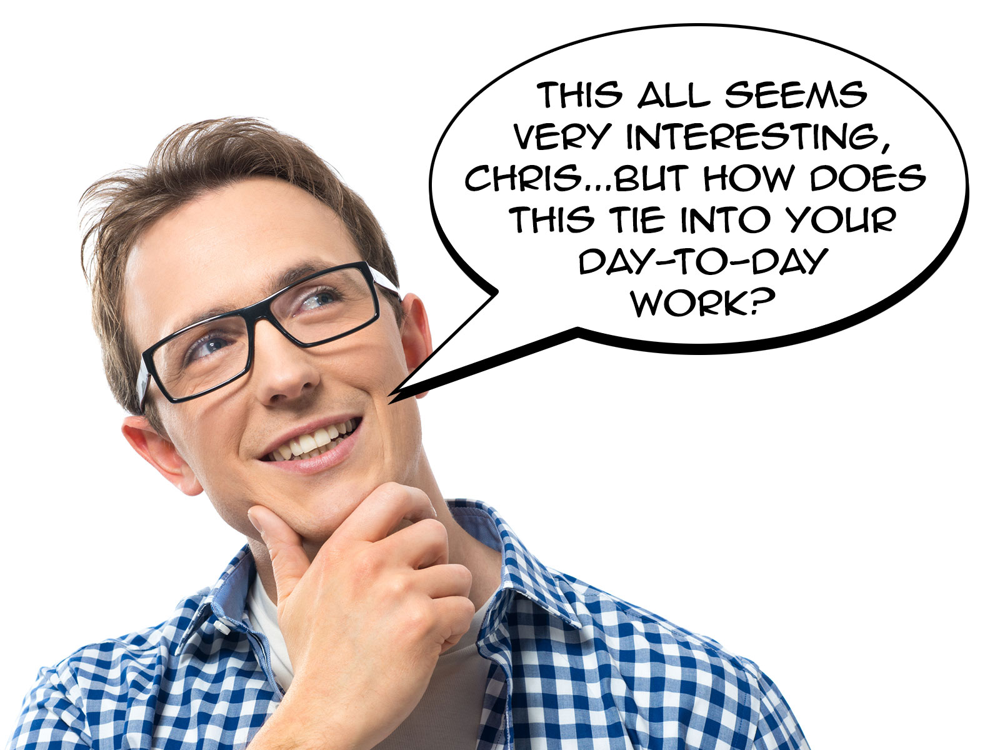 THIS ALL SEEMS
VERY INTERESTING,
CHRIS...BUT HOW DOES
THIS TIE INTO YOUR
DAY-TO-DAY
WORK?